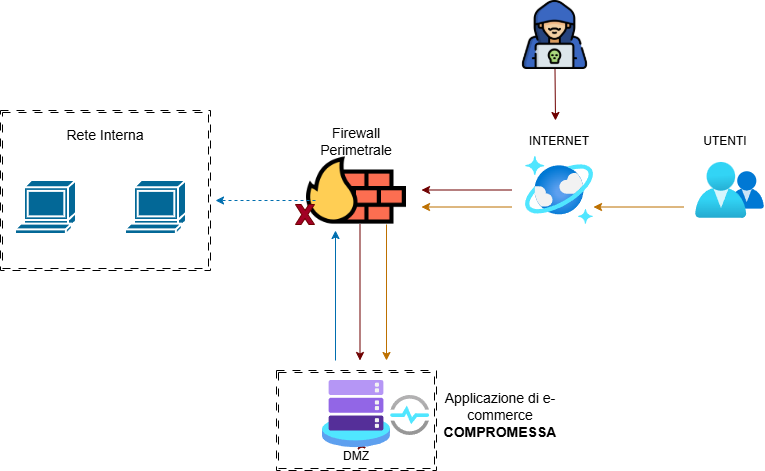 Rete Interna
Firewall
Perimetrale
INTERNET
UTENTI
X
Applicazione di e-
commerce
COMPROMESSA
DMZ